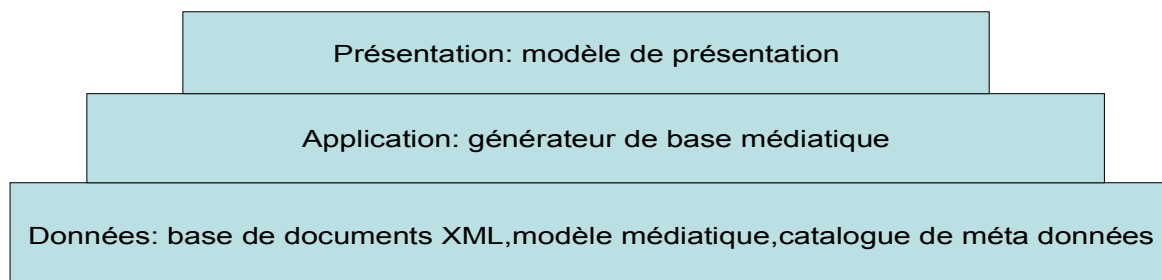 Présentation: modèle de présentation
Application: générateur de base médiatique
Données: base de documents XML,modèle médiatique,catalogue de méta données